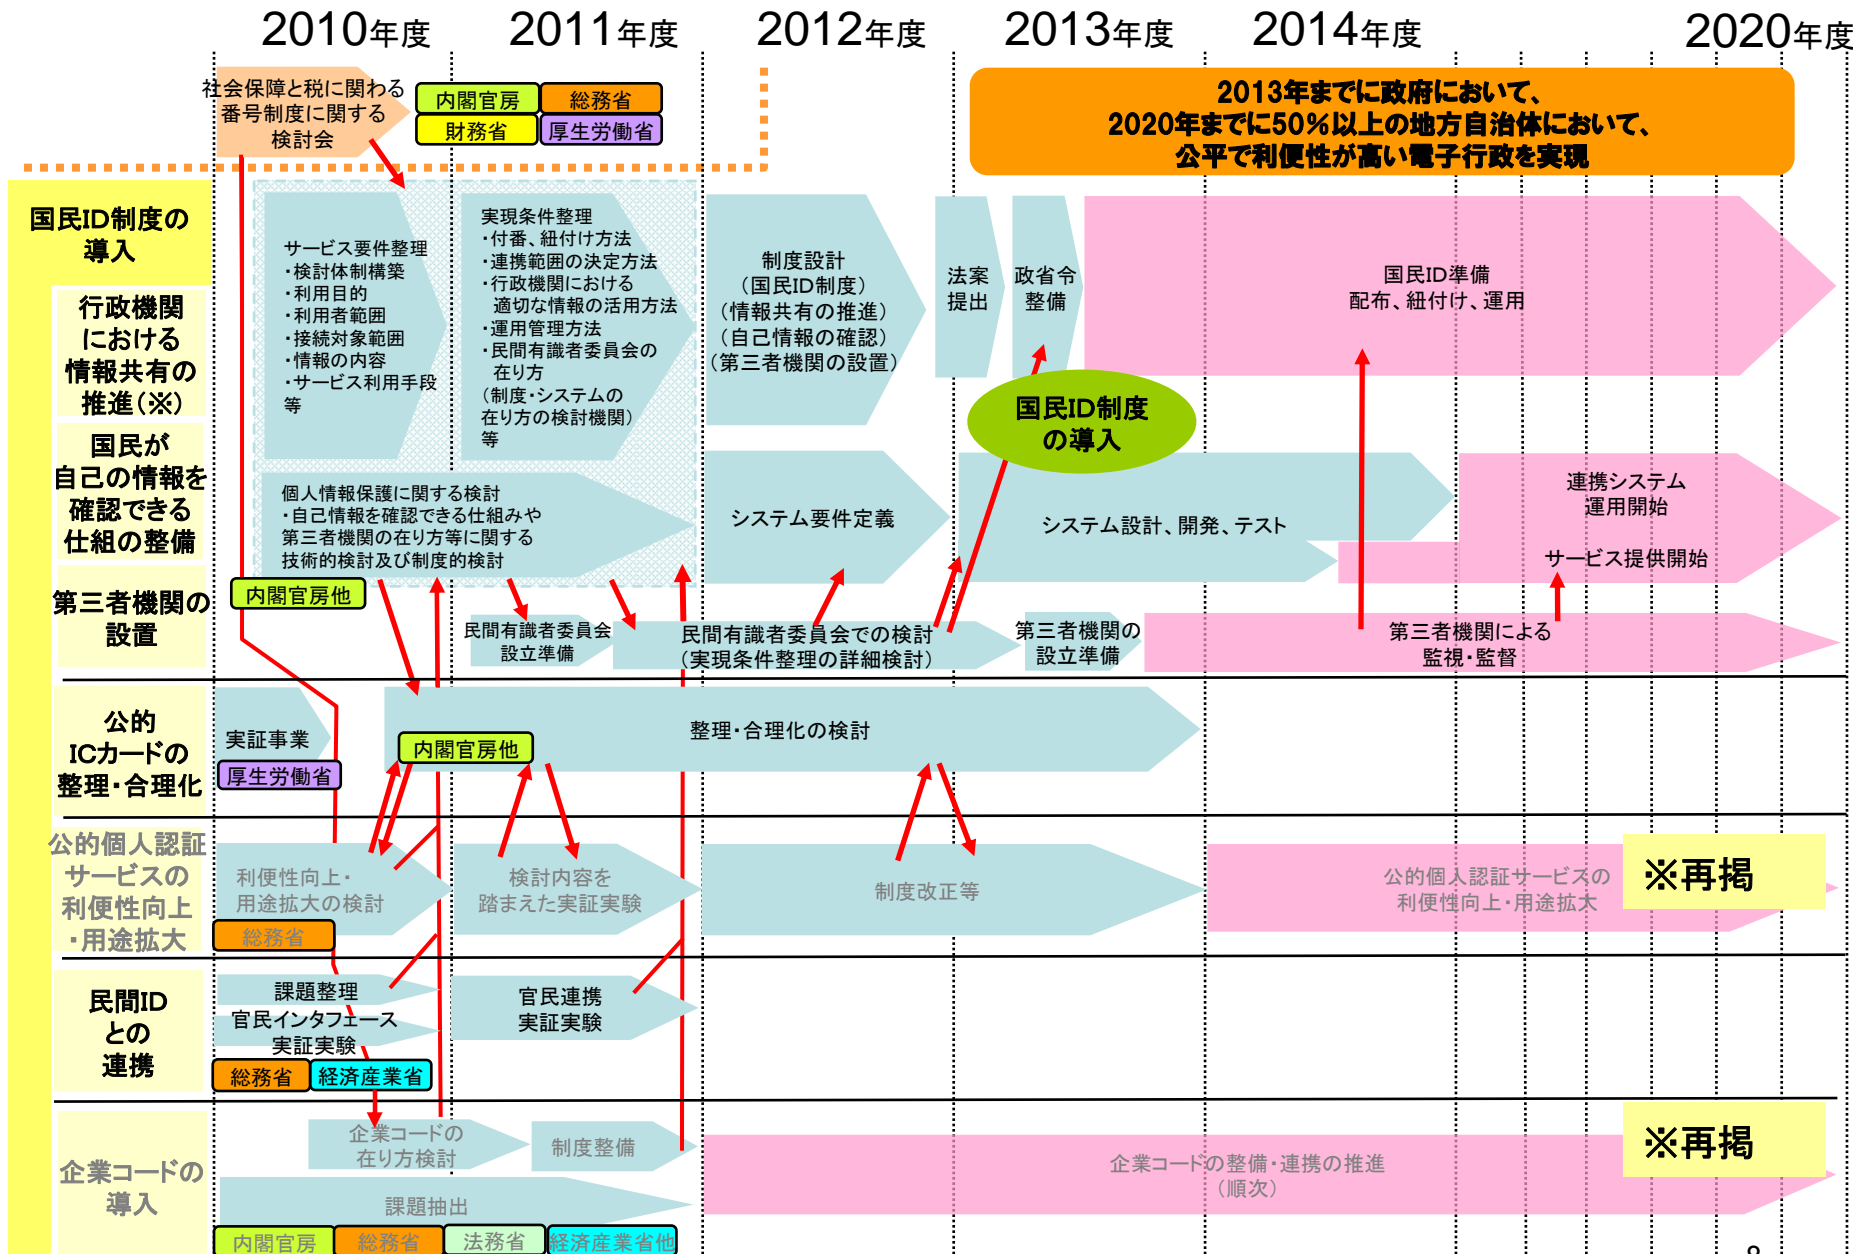 2010年度
2011年度
2012年度
2013年度
2014年度
2020年度
社会保障と税に関わる
番号制度に関する
検討会
内閣官房
総務省
財務省
厚生労働省
2013年までに政府において、
2020年までに50%以上の地方自治体において、
公平で利便性が高い電子行政を実現
国民ID制度の
導入
サービス要件整理
・検討体制構築
・利用目的
・利用者範囲
・接続対象範囲
・情報の内容
・サービス利用手段
等
実現条件整理
・付番、紐付け方法
・連携範囲の決定方法
・行政機関における
適切な情報の活用方法
・運用管理方法
・民間有識者委員会の
在り方
(制度・システムの
在り方の検討機関)
等
制度設計
(国民ID制度)
(情報共有の推進)
(自己情報の確認)
(第三者機関の設置)
法案
提出
政省令
整備
国民ID準備
配布、紐付け、運用
行政機関
における
情報共有の
推進(※)
国民ID制度
の導入
国民が
自己の情報を
確認できる
仕組の整備
個人情報保護に関する検討
・自己情報を確認できる仕組みや
第三者機関の在り方等に関する
技術的検討及び制度的検討
内閣官房他
システム要件定義
システム設計、開発、テスト
連携システム
運用開始
サービス提供開始
第三者機関の
設置
民間有識者委員会
設立準備
民間有識者委員会での検討
(実現条件整理の詳細検討)
第三者機関の
設立準備
第三者機関による
監視・監督
公的
ICカードの
整理・合理化
実証事業
厚生労働省
整理・合理化の検討
内閣官房他
公的個人認証
サービスの
利便性向上
・用途拡大
利便性向上・
用途拡大の検討
総務省
検討内容を
踏まえた実証実験
制度改正等
公的個人認証サービスの
利便性向上・用途拡大
※再掲
民間ID
との
連携
課題整理
官民インタフェース
実証実験
総務省
経済産業省
官民連携
実証実験
企業コードの
導入
企業コードの
在り方検討
制度整備
課題抽出
内閣官房
総務省
法務省
経済産業省他
企業コードの整備・連携の推進
(順次)
※再掲